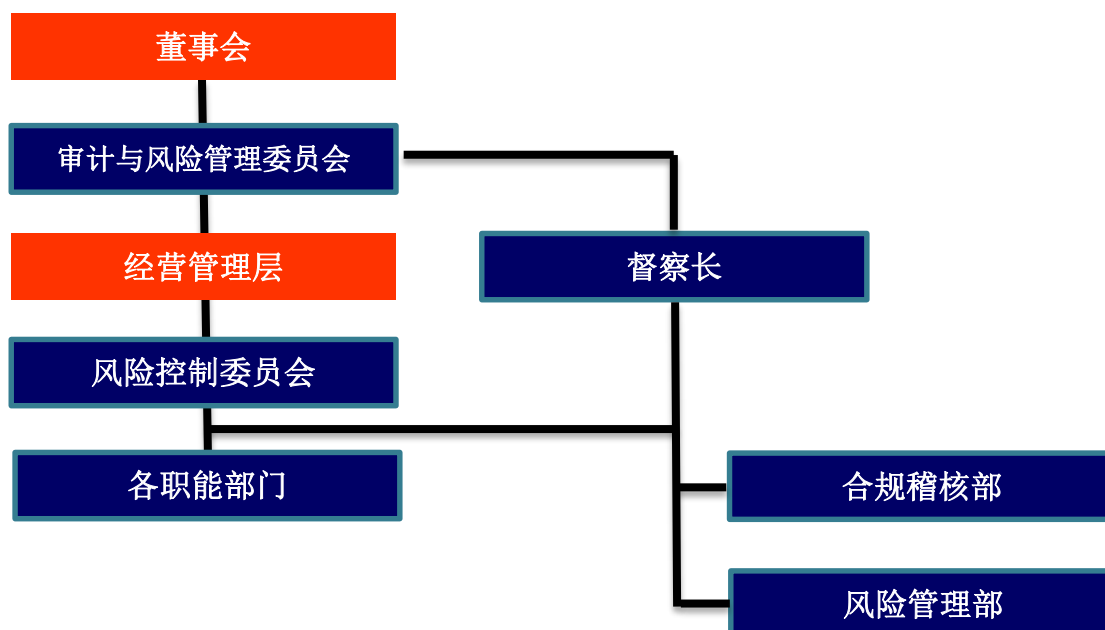 董事会
审计与风险管理委员会
经营管理层
督察长
风险控制委员会
各职能部门
合规稽核部
风险管理部